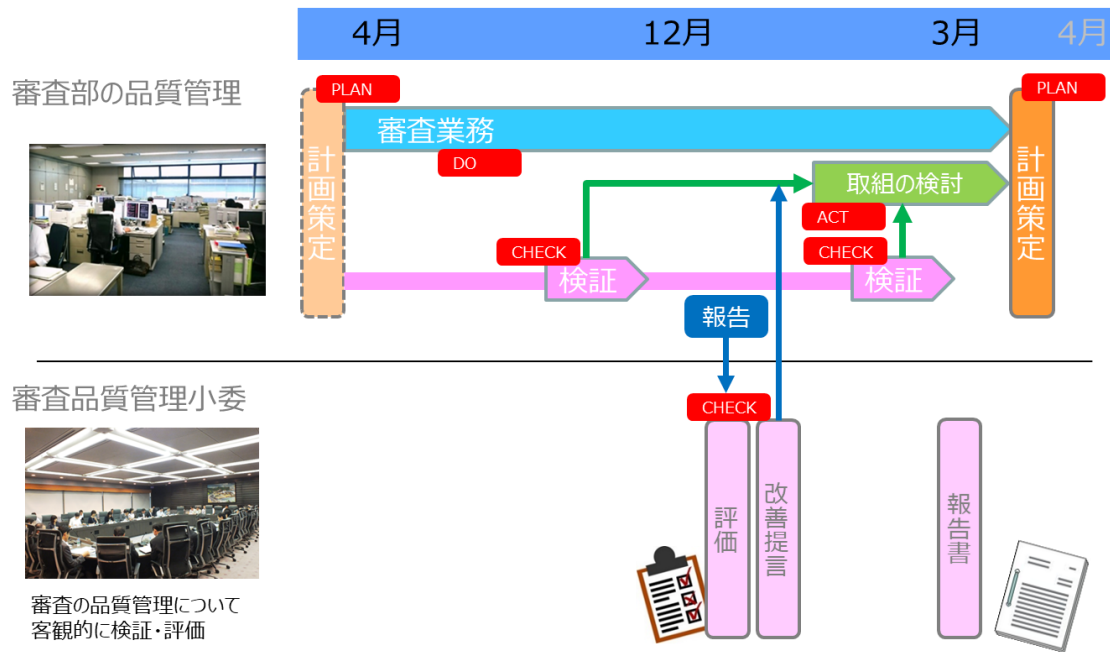 4月
12月
3月
4月
審査部の品質管理
PLAN
PLAN
計画策定
審査業務
DO
計画策定
取組の検討
ACT
CHECK
CHECK
検証
検証
報告
審査品質管理小委
CHECK
評価
改善提言
報告書
審査の品質管理について
客観的に検証・評価